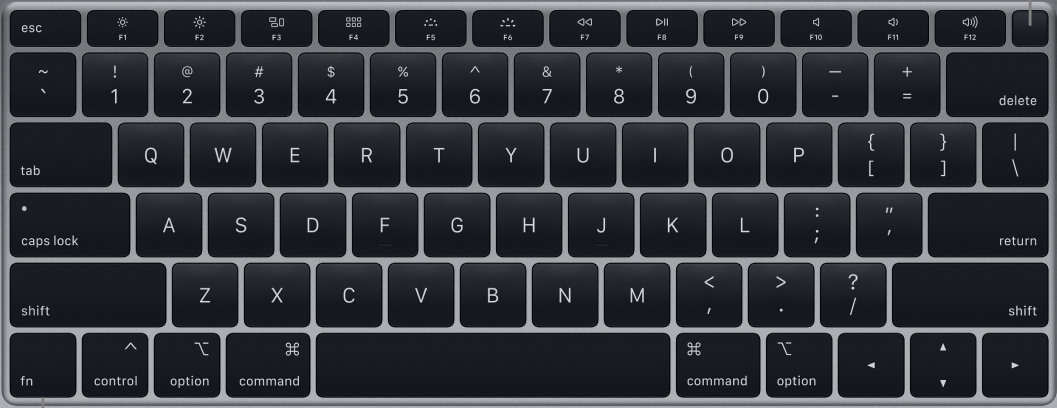 esc F1 F2 F3 F4 F5 F6 F7 F8 F9 F10 F11 F12
~ ! @ # $ % ^ & * ( ) — +
` 1 2 3 4 5 6 7 8 9 0 - = delete
tab Q W E R T Y U I O P { [ } ] | \
caps lock A S D F G H J K L : ; " ' return
shift Z X C V B N M < , > . ? / shift
fn ^ control ⌥ option ⌘ command ⌘ command ⌥ option ◄ ▲ ▼ ►